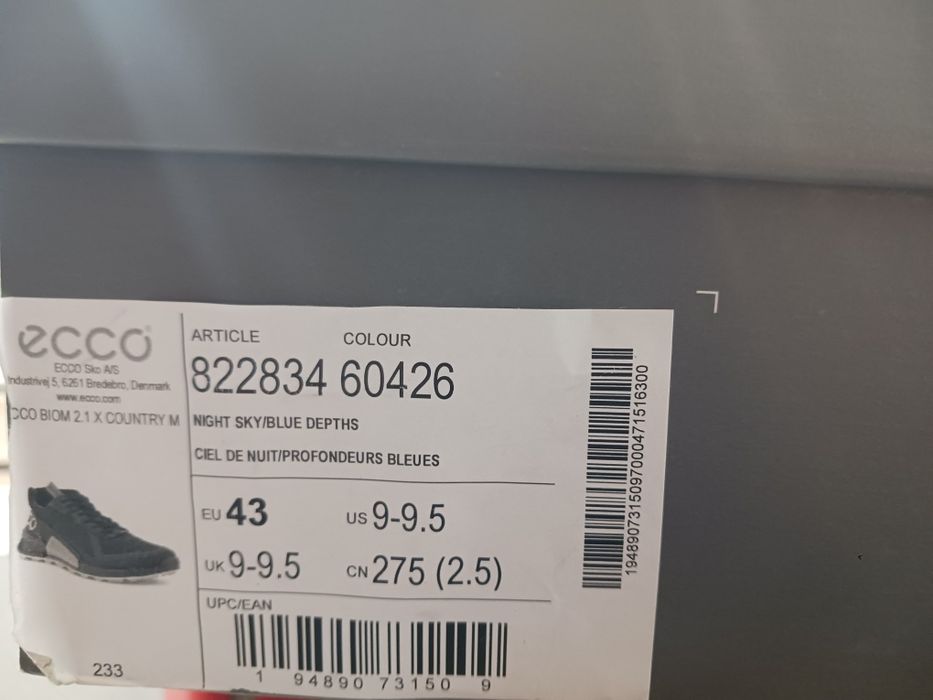 ecco
ECCO Sko A/S
Industrivej 5, 6261 Bredebro, Denmark
www.ecco.com
CCO BIOM 2.1 X COUNTRY M
233
ARTICLE COLOUR
822834 60426
NIGHT SKY/BLUE DEPTHS
CIEL DE NUIT/PROFONDEURS BLEUES
EU 43 US 9-9.5
UK 9-9.5 CN 275 (2.5)
UPC/EAN
1 94890 73150 9
1948907315097000471516300